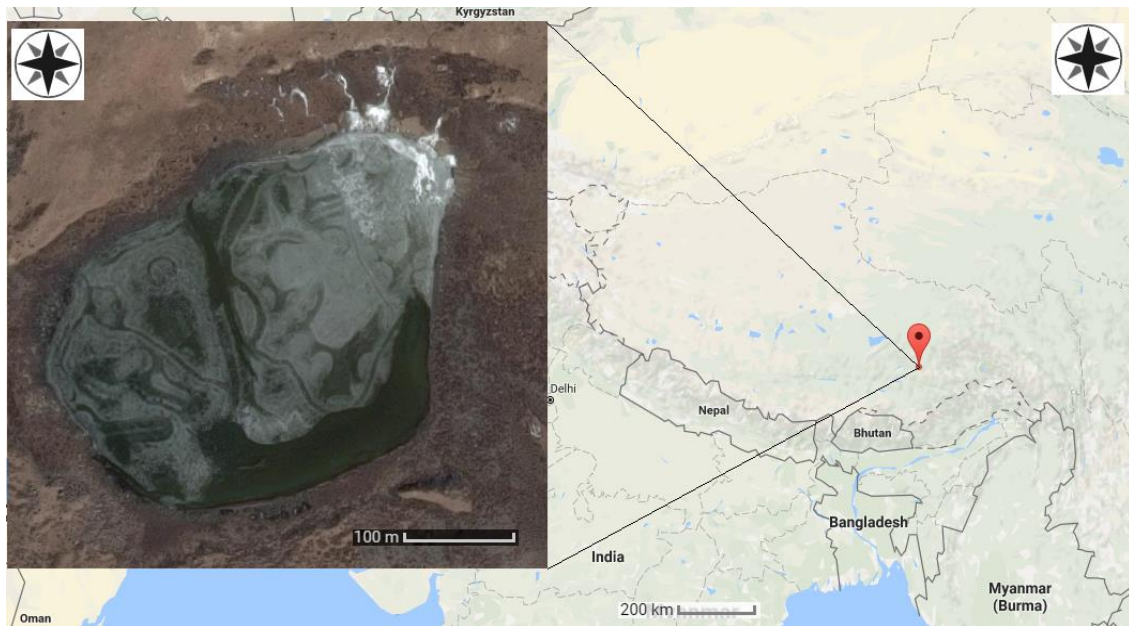 Kyrgyzstan
Delhi
Nepal
Bhutan
100 m
Bangladesh
India
Myanmar
(Burma)
200 km
Oman